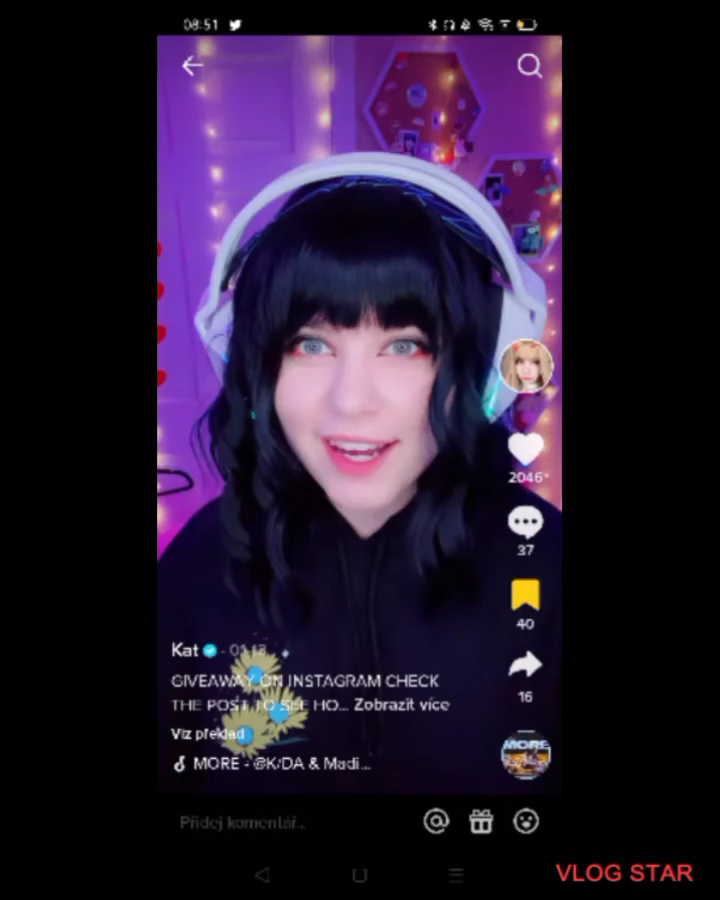 08:51
2046
37
40
16
Kat
GIVEAWAY ON INSTAGRAM CHECK
THE POST TO SEE HO... Zobrazit více
Viz překlad
MORE - @K/DA & Madi...
MORE
Přidej komentář...
VLOG STAR